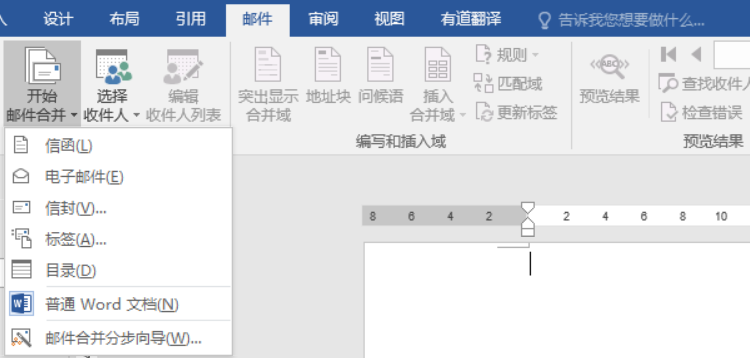 设计 布局 引用 邮件 审阅 视图 有道翻译 告诉我您想要做什么...
开始
邮件合并
选择
收件人
编辑
收件人列表
突出显示
合并域
地址块
问候语
插入
合并域
规则
匹配域
更新标签
编写和插入域
ABC
预览结果
查找收件人
检查错误
预览结果
信函(L)
电子邮件(E)
信封(V)...
标签(A)...
目录(D)
普通 Word 文档(N)
邮件合并分步向导(W)...
8 6 4 2 2 4 6 8 10